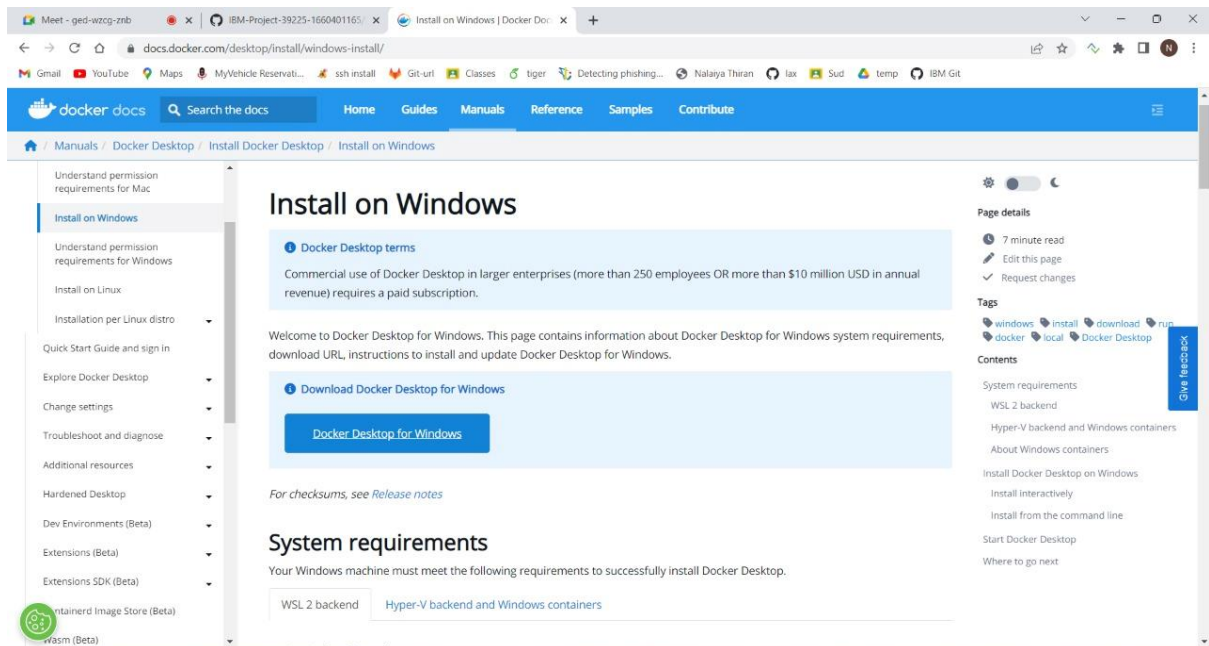 Meet - ged-wzcg-znb
IBM-Project-39225-1660401165/
Install on Windows | Docker Doc
docs.docker.com/desktop/install/windows-install/
N
Gmail YouTube Maps MyVehicle Reservati... ssh install Git-url Classes tiger Detecting phishing... Nalaiya Thiran lax Sud temp IBM Git
docker docs Search the docs Home Guides Manuals Reference Samples Contribute
/ Manuals / Docker Desktop / Install Docker Desktop / Install on Windows
Understand permission
requirements for Mac
Install on Windows
Understand permission
requirements for Windows
Install on Linux
Installation per Linux distro
Quick Start Guide and sign in
Explore Docker Desktop
Change settings
Troubleshoot and diagnose
Additional resources
Hardened Desktop
Dev Environments (Beta)
Extensions (Beta)
Extensions SDK (Beta)
ntainerd Image Store (Beta)
Wasm (Beta)
Install on Windows
Docker Desktop terms
Commercial use of Docker Desktop in larger enterprises (more than 250 employees OR more than $10 million USD in annual
revenue) requires a paid subscription.
Welcome to Docker Desktop for Windows. This page contains information about Docker Desktop for Windows system requirements,
download URL, instructions to install and update Docker Desktop for Windows.
Download Docker Desktop for Windows
Docker Desktop for Windows
For checksums, see Release notes
System requirements
Your Windows machine must meet the following requirements to successfully install Docker Desktop.
WSL 2 backend Hyper-V backend and Windows containers
Page details
7 minute read
Edit this page
Request changes
Tags
windows install download run
docker local Docker Desktop
Contents
System requirements
WSL 2 backend
Hyper-V backend and Windows containers
About Windows containers
Install Docker Desktop on Windows
Install interactively
Install from the command line
Start Docker Desktop
Where to go next
Give feedback